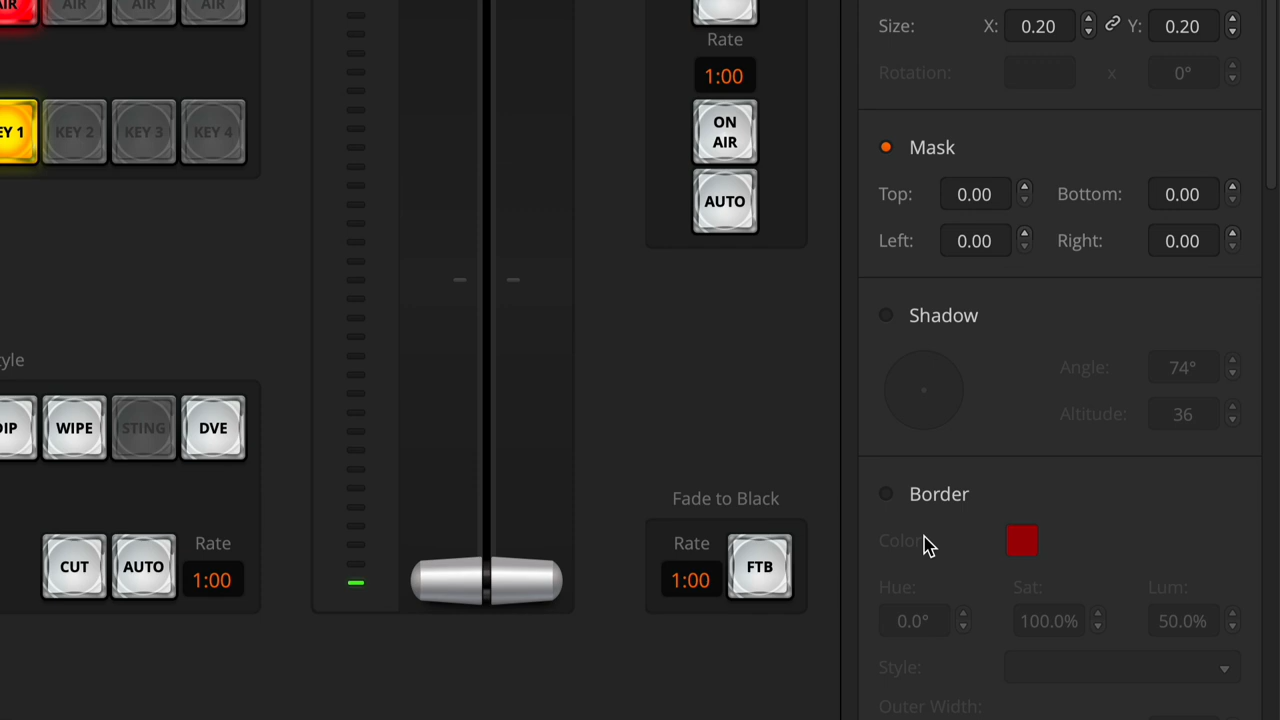 AIR AIR AIR AIR
KEY 1 KEY 2 KEY 3 KEY 4
Style
DIP WIPE STING DVE
CUT AUTO
Rate
1:00
Rate
1:00
ON
AIR
AUTO
Fade to Black
Rate
1:00
FTB
Size: X: 0.20 Y: 0.20
Rotation: x 0°
Mask
Top: 0.00 Bottom: 0.00
Left: 0.00 Right: 0.00
Shadow
Angle: 74°
Altitude: 36
Border
Color:
Hue: Sat: Lum:
0.0° 100.0% 50.0%
Style:
Outer Width: